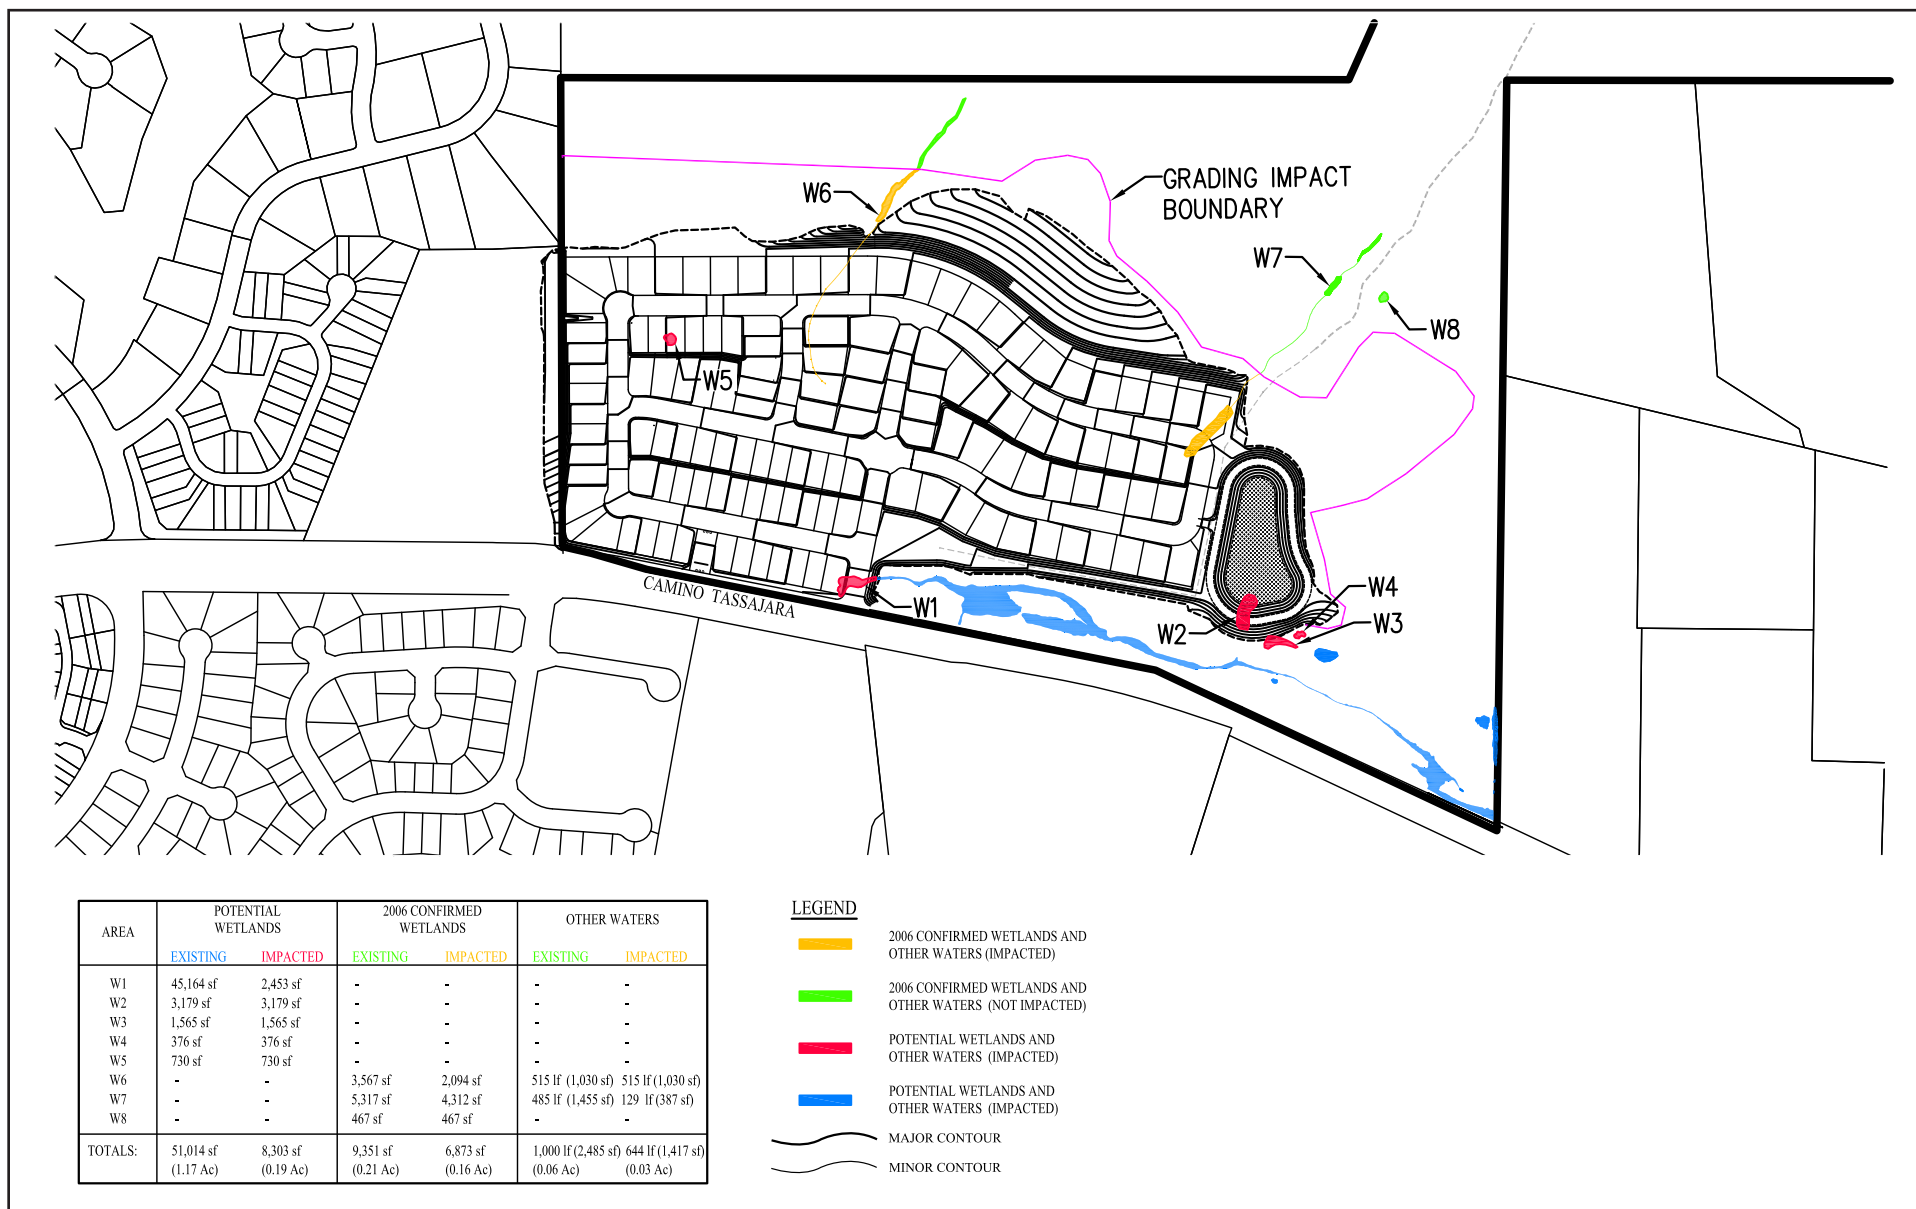 GRADING IMPACT
BOUNDARY
W6
W7
W8
W5
W4
W3
W2
W1
CAMINO TASSAJARA
AREA
POTENTIAL
WETLANDS
2006 CONFIRMED
WETLANDS
OTHER WATERS
EXISTING IMPACTED EXISTING IMPACTED EXISTING IMPACTED
W1 45,164 sf 2,453 sf - - - -
W2 3,179 sf 3,179 sf - - - -
W3 1,565 sf 1,565 sf - - - -
W4 376 sf 376 sf - - - -
W5 730 sf 730 sf - - - -
W6 - - 3,567 sf 2,094 sf 515 lf (1,030 sf) 515 lf (1,030 sf)
W7 - - 5,317 sf 4,312 sf 485 lf (1,455 sf) 129 lf (387 sf)
W8 - - 467 sf 467 sf
TOTALS: 51,014 sf 8,303 sf 9,351 sf 6,873 sf 1,000 lf (2,485 sf) 644 lf (1,417 sf)
(1.17 Ac) (0.19 Ac) (0.21 Ac) (0.16 Ac) (0.06 Ac) (0.03 Ac)
LEGEND
2006 CONFIRMED WETLANDS AND
OTHER WATERS (IMPACTED)
2006 CONFIRMED WETLANDS AND
OTHER WATERS (NOT IMPACTED)
POTENTIAL WETLANDS AND
OTHER WATERS (IMPACTED)
POTENTIAL WETLANDS AND
OTHER WATERS (IMPACTED)
MAJOR CONTOUR
MINOR CONTOUR